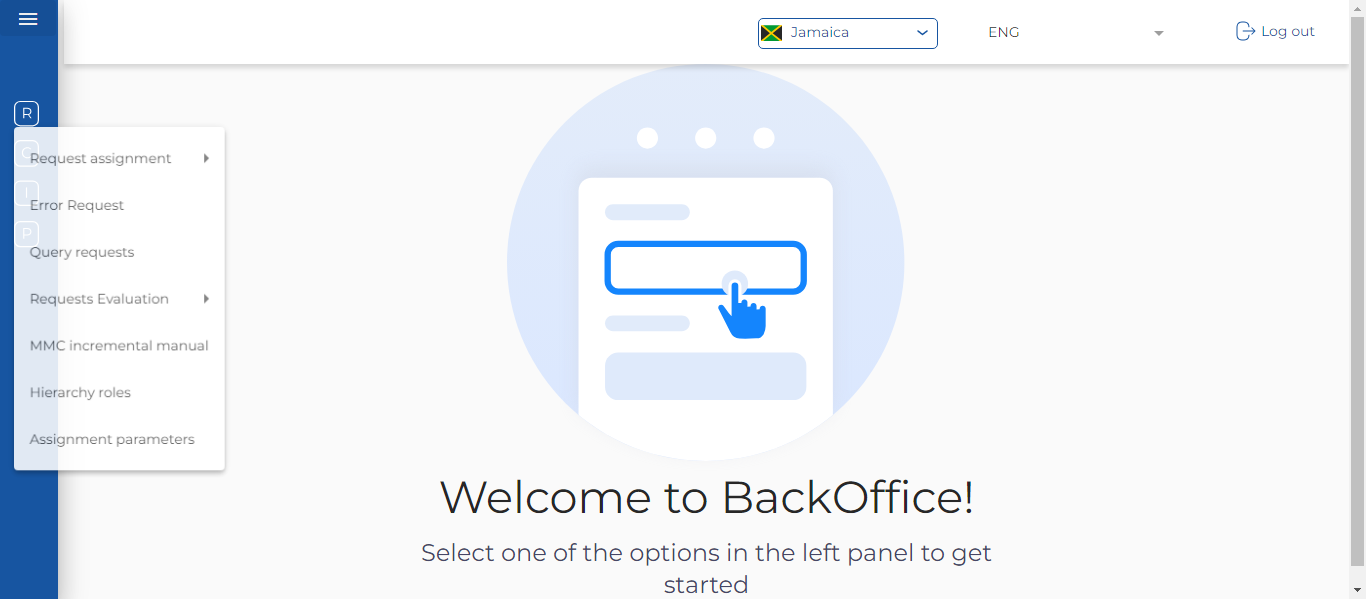 Jamaica
ENG
Log out
R
C
I
P
Request assignment
Error Request
Query requests
Requests Evaluation
MMC incremental manual
Hierarchy roles
Assignment parameters
Welcome to BackOffice!
Select one of the options in the left panel to get
started